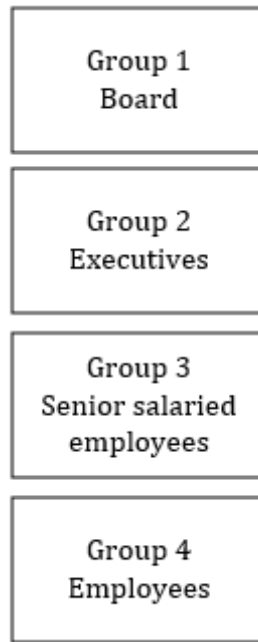 Group 1
Board
Group 2
Executives
Group 3
Senior salaried
employees
Group 4
Employees